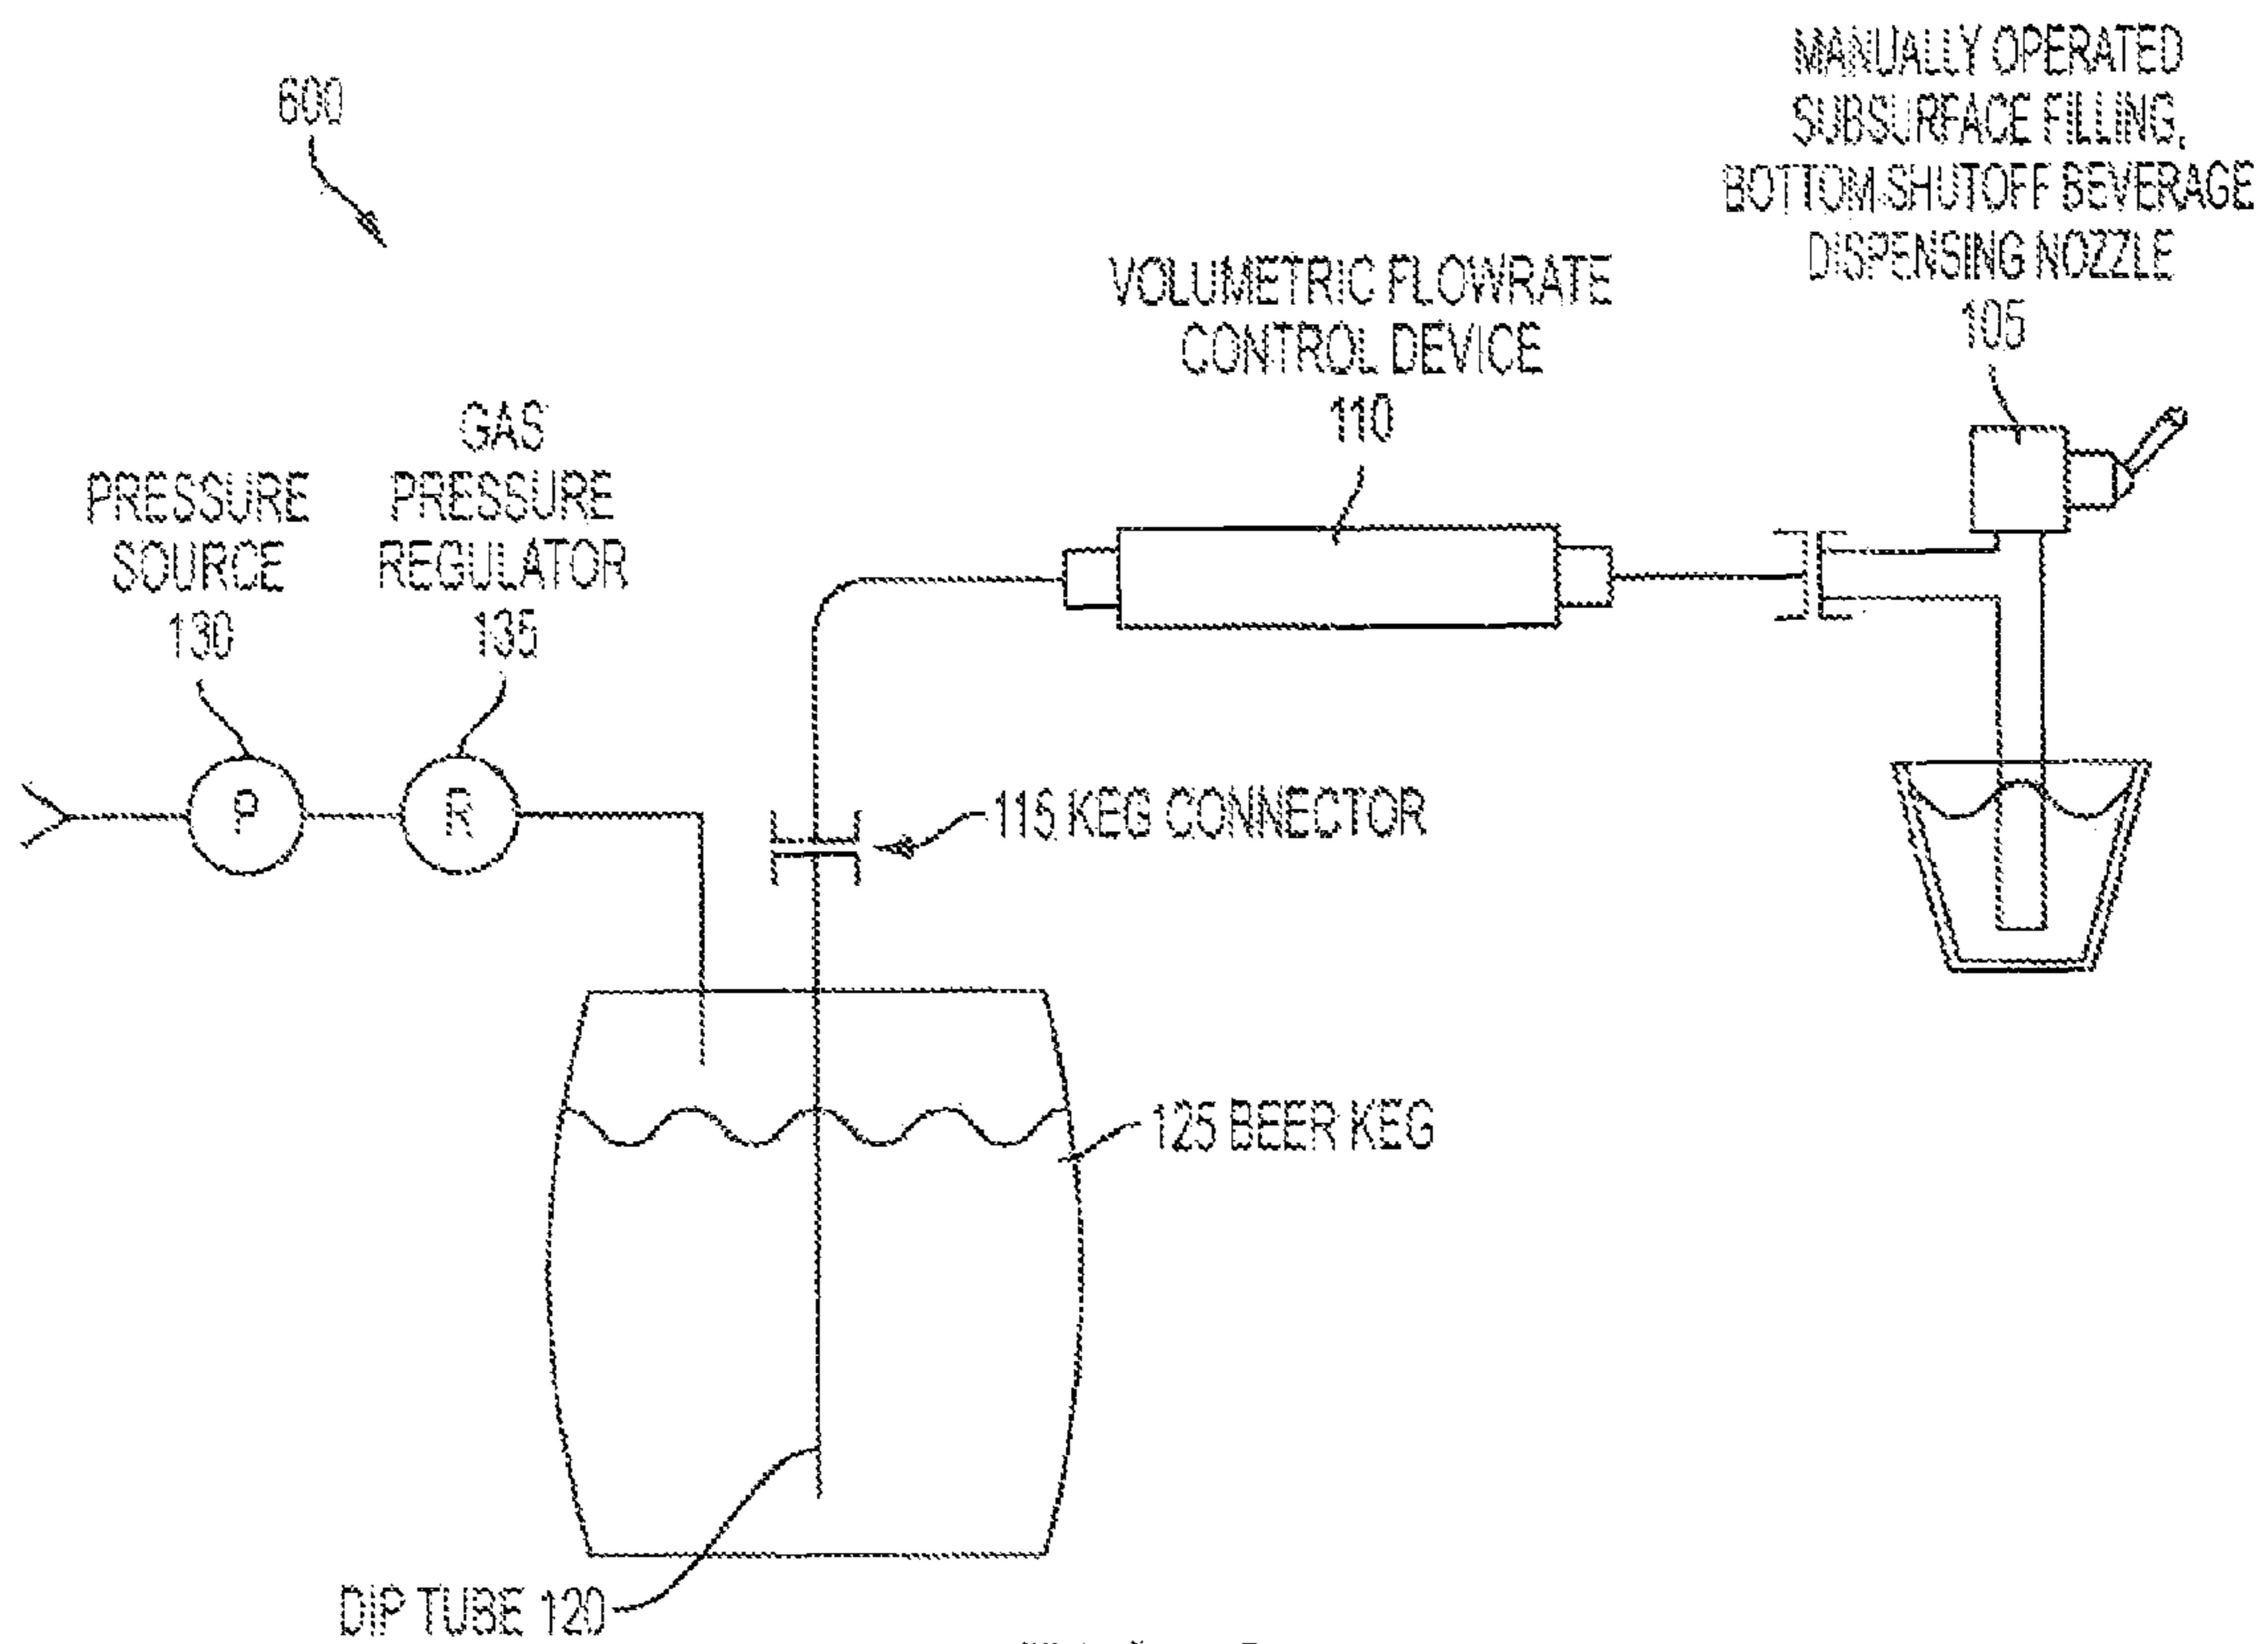 600
MANUALLY OPERATED
SUBSURFACE FILLING,
BOTTOM SHUTOFF BEVERAGE
DISPENSING NOZZLE
105
VOLUMETRIC FLOWRATE
CONTROL DEVICE
110
GAS
PRESSURE
REGULATOR
135
PRESSURE
SOURCE
130
P
R
115 KEG CONNECTOR
125 BEER KEG
DIP TUBE 120